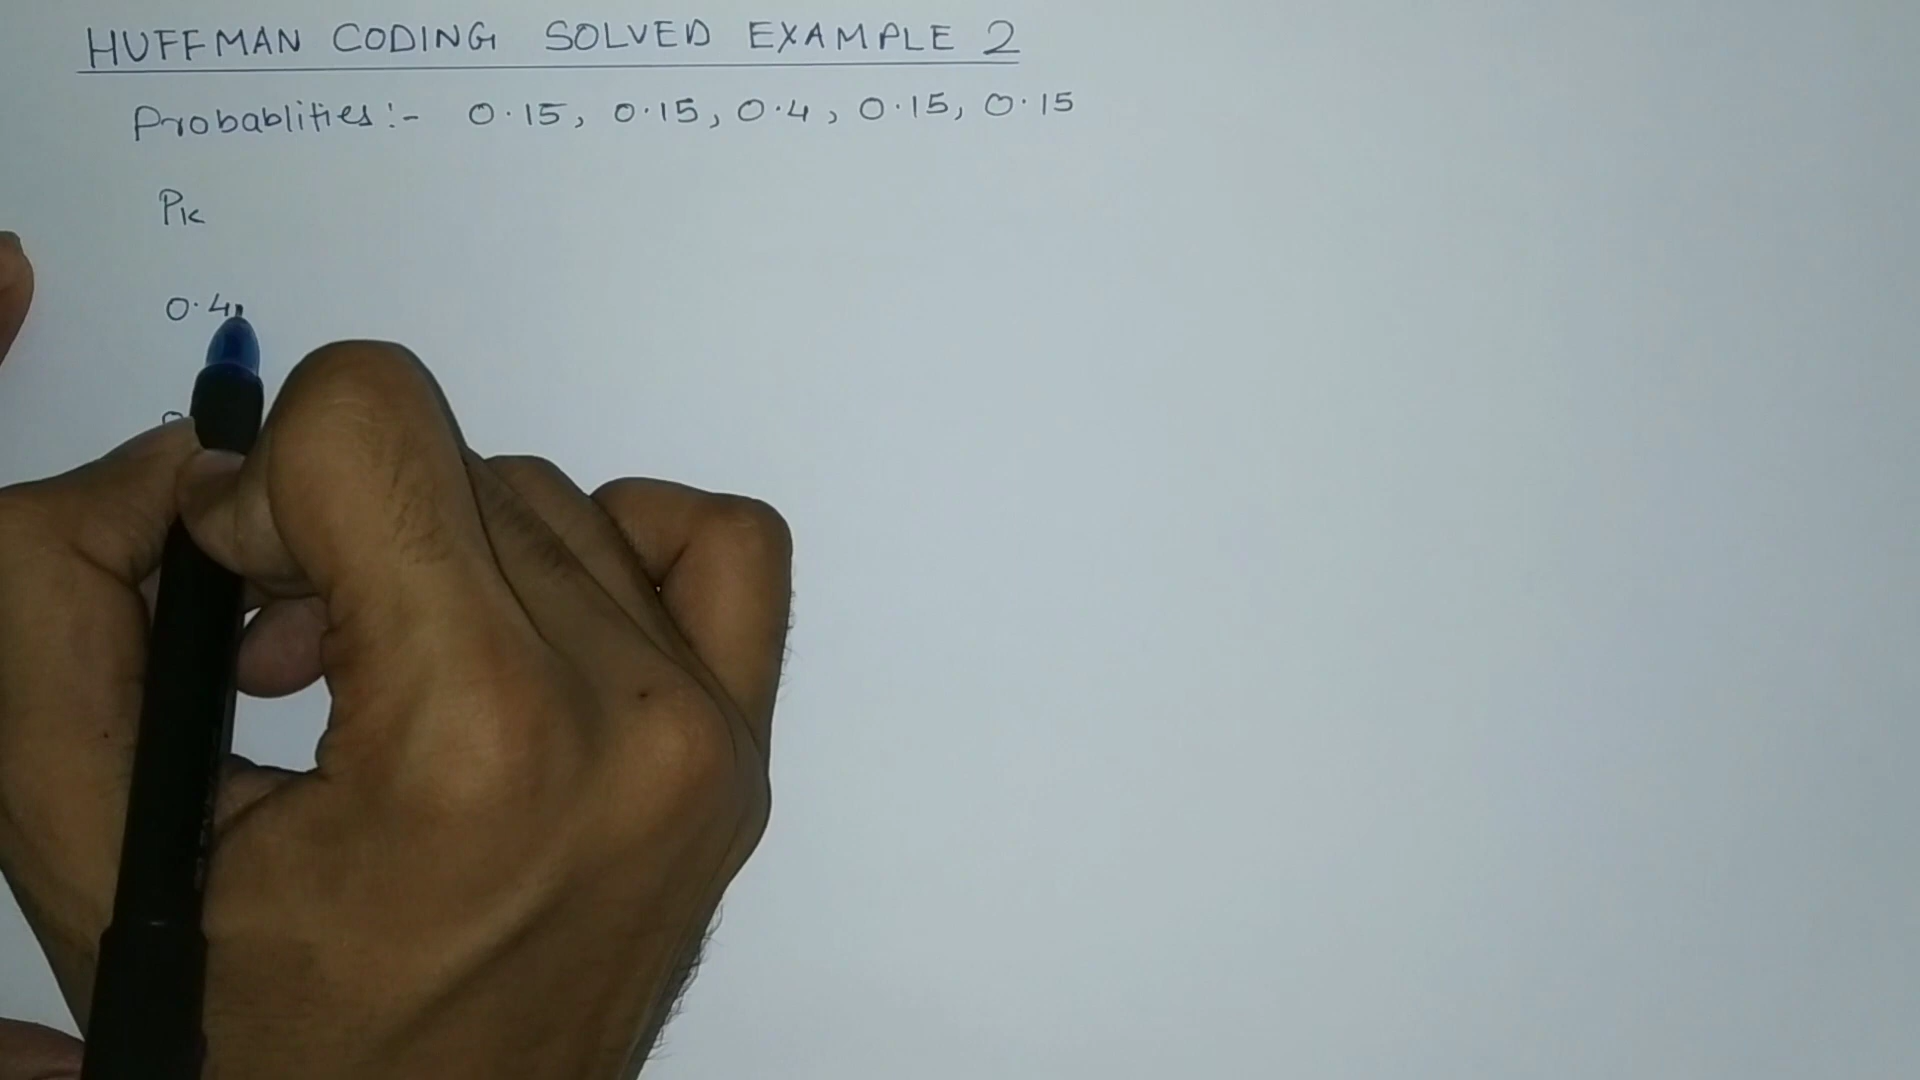 HUFFMAN CODING SOLVED EXAMPLE 2
Probablities:- 0.15, 0.15, 0.4, 0.15, 0.15
Pk
0.4